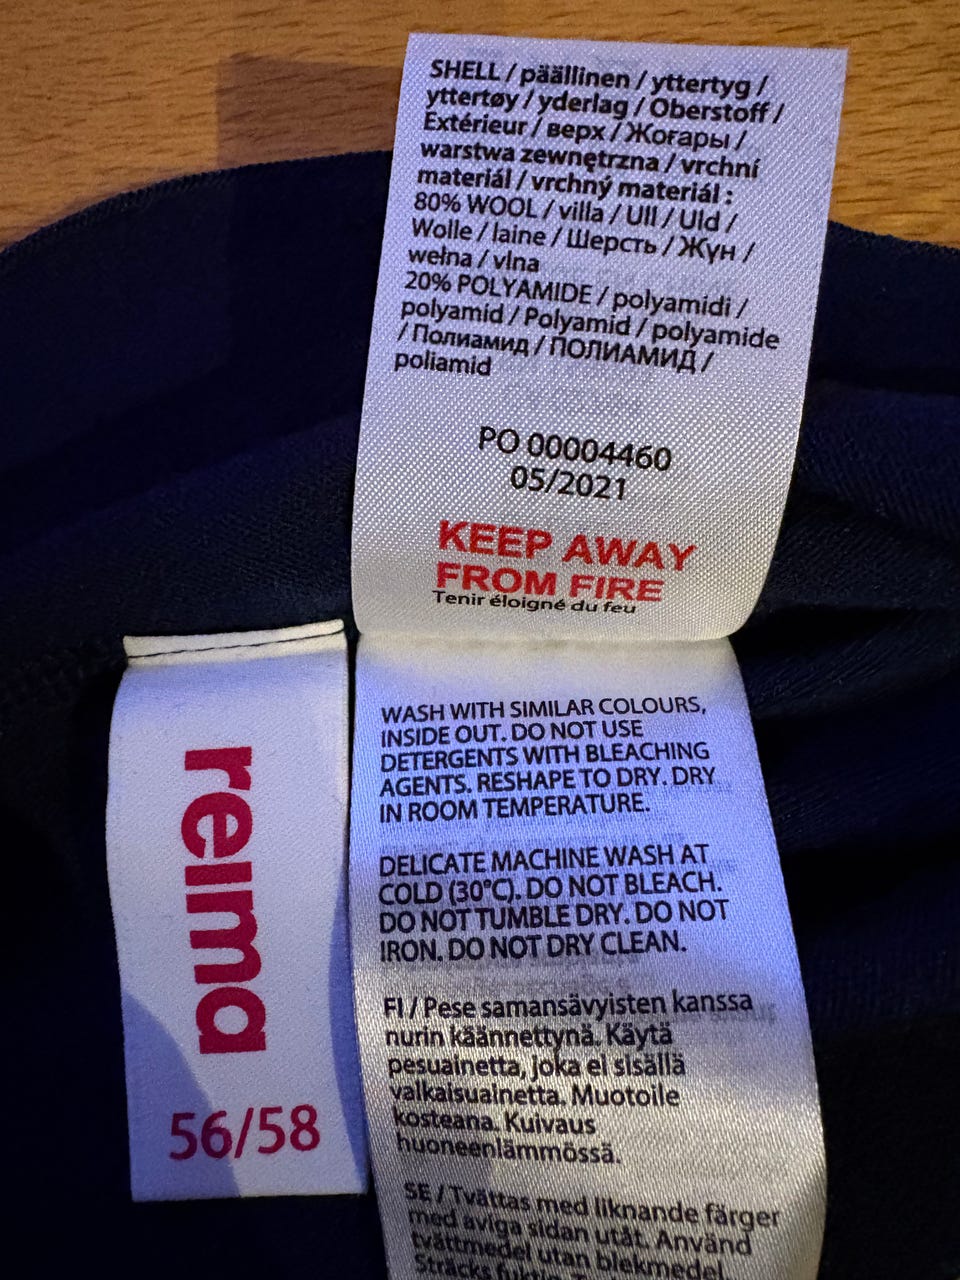 SHELL / päällinen / yttertyg /
yttertøy / yderlag / Oberstoff /
Extérieur / верх / Жоғары /
warstwa zewnętrzna / vrchní
materiál / vrchný materiál :
80% WOOL / villa / Ull / Uld /
Wolle / laine / Шерсть / Жүн /
wełna / vlna
20% POLYAMIDE / polyamidi /
polyamid / Polyamid / polyamide
/ Полиамид / ПОЛИАМИД /
poliamid
PO 00004460
05/2021
KEEP AWAY
FROM FIRE
Tenir éloigné du feu
reima
56/58
WASH WITH SIMILAR COLOURS,
INSIDE OUT. DO NOT USE
DETERGENTS WITH BLEACHING
AGENTS. RESHAPE TO DRY. DRY
IN ROOM TEMPERATURE.
DELICATE MACHINE WASH AT
COLD (30°C). DO NOT BLEACH.
DO NOT TUMBLE DRY. DO NOT
IRON. DO NOT DRY CLEAN.
FI / Pese samansävyisten kanssa
nurin käännettynä. Käytä
pesuainetta, joka ei sisällä
valkaisuainetta. Muotoile
kosteana. Kuivaus
huoneenlämmössä.
SE / Tvättas med liknande färger
med aviga sidan utåt. Använd
tvättmedel utan blekmedel.
Sträcks